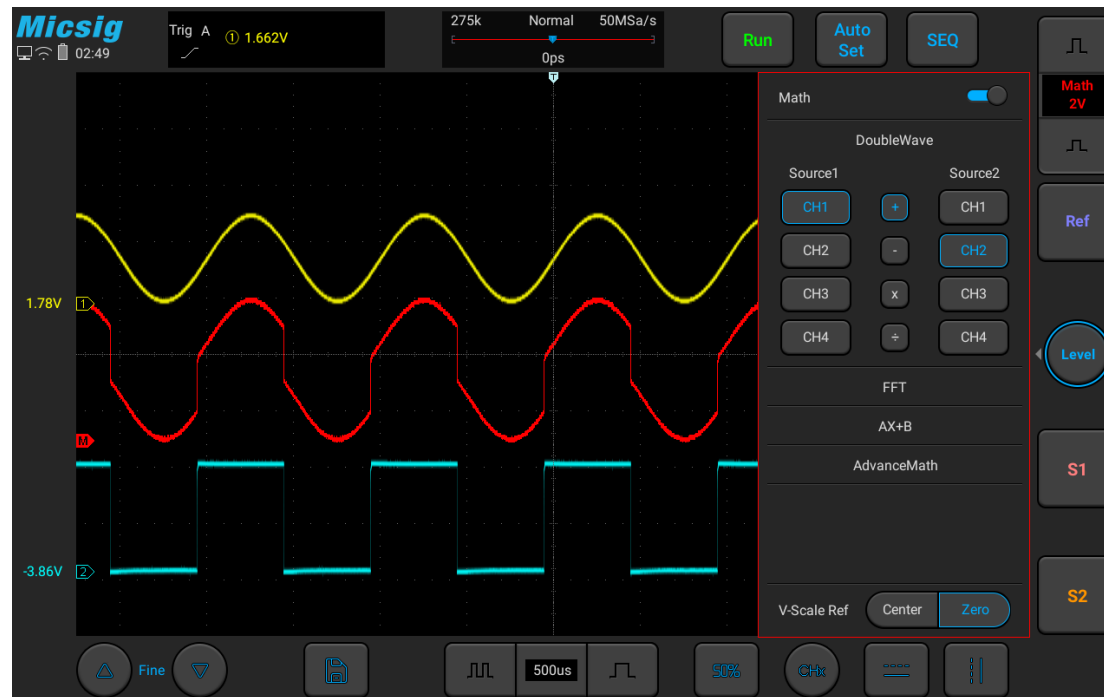 Micsig
02:49
Trig A
① 1.662V
275k Normal 50MSa/s
0ps
T
Run
Auto
Set
SEQ
Math
2V
Ref
Level
S1
S2
Math
DoubleWave
Source1 Source2
CH1 + CH1
CH2 - CH2
CH3 x CH3
CH4 ÷ CH4
FFT
AX+B
AdvanceMath
V-Scale Ref Center Zero
1.78V 1
M
-3.86V 2
Fine
500us
50%
CHx